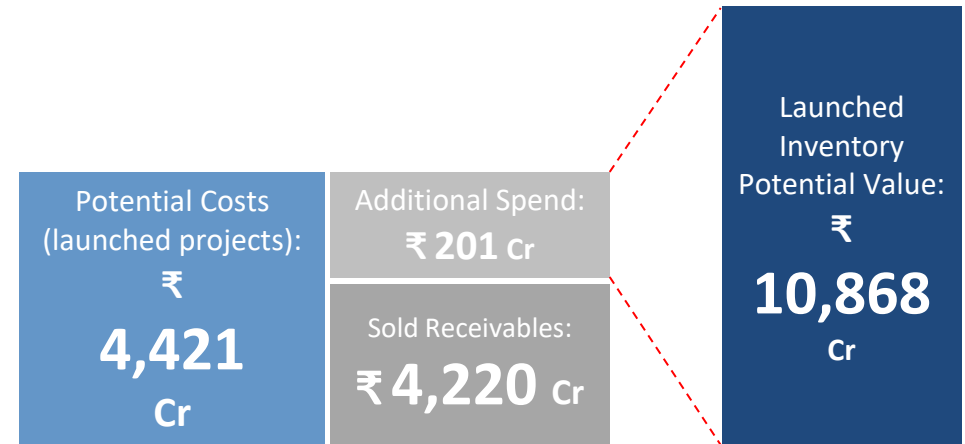 Potential Costs
(launched projects):
₹
4,421
Cr
Additional Spend:
₹ 201 Cr
Sold Receivables:
₹ 4,220 Cr
Launched
Inventory
Potential Value:
₹
10,868
Cr